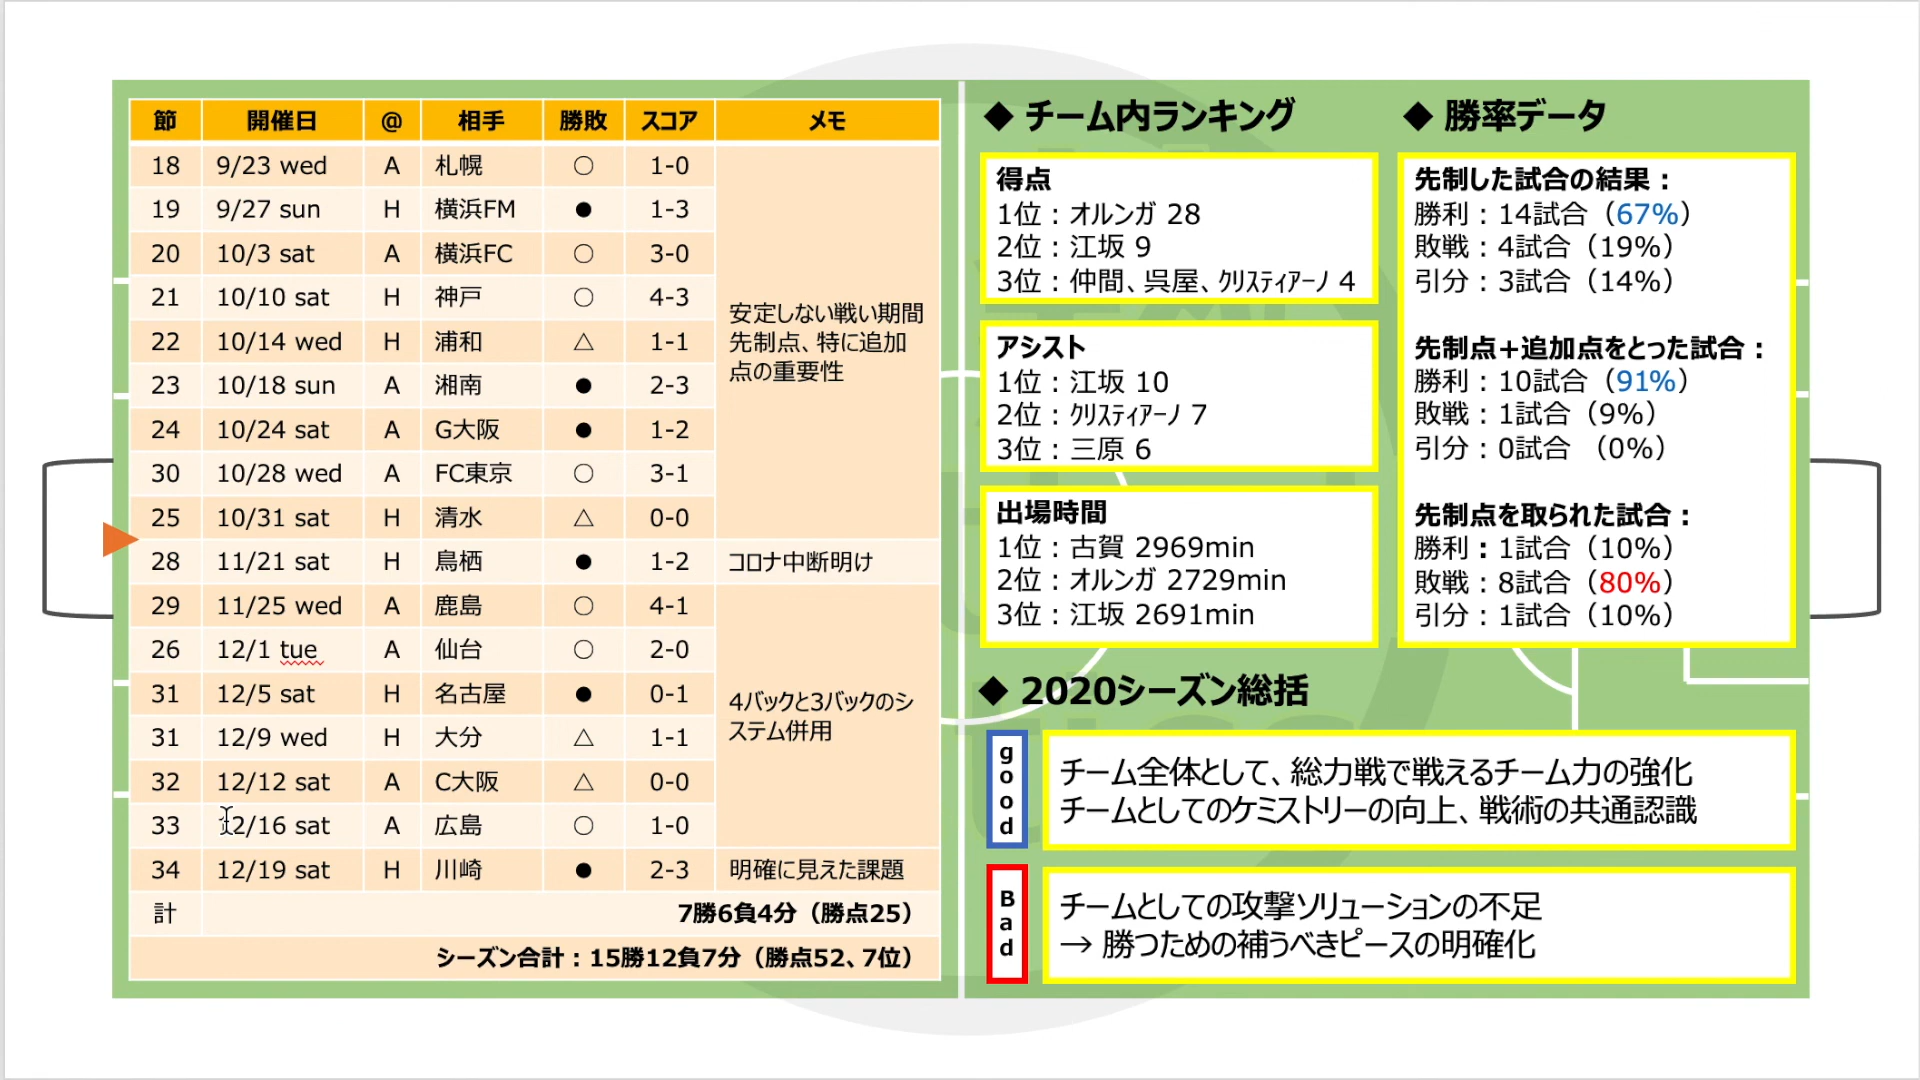 節 開催日 @ 相手 勝敗 スコア メモ
18 9/23 wed A 札幌 ○ 1-0
19 9/27 sun H 横浜FM ● 1-3
20 10/3 sat A 横浜FC ○ 3-0
21 10/10 sat H 神戸 ○ 4-3
22 10/14 wed H 浦和 △ 1-1
23 10/18 sun A 湘南 ● 2-3
24 10/24 sat A G大阪 ● 1-2
30 10/28 wed A FC東京 ○ 3-1
25 10/31 sat H 清水 △ 0-0
安定しない戦い期間
先制点、特に追加
点の重要性
28 11/21 sat H 鳥栖 ● 1-2 コロナ中断明け
29 11/25 wed A 鹿島 ○ 4-1
26 12/1 tue A 仙台 ○ 2-0
31 12/5 sat H 名古屋 ● 0-1
31 12/9 wed H 大分 △ 1-1
32 12/12 sat A C大阪 △ 0-0
33 12/16 sat A 広島 ○ 1-0
4バックと3バックのシ
ステム併用
34 12/19 sat H 川崎 ● 2-3 明確に見えた課題
計 7勝6負4分（勝点25）
シーズン合計：15勝12負7分（勝点52、7位）
◆ チーム内ランキング
得点
1位：オルンガ 28
2位：江坂 9
3位：仲間、呉屋、ｸﾘｽﾃｨｱｰﾉ 4
アシスト
1位：江坂 10
2位：ｸﾘｽﾃｨｱｰﾉ 7
3位：三原 6
出場時間
1位：古賀 2969min
2位：オルンガ 2729min
3位：江坂 2691min
◆ 勝率データ
先制した試合の結果：
勝利：14試合（67%）
敗戦：4試合（19%）
引分：3試合（14%）
先制点+追加点をとった試合：
勝利：10試合（91%）
敗戦：1試合（9%）
引分：0試合 （0%）
先制点を取られた試合：
勝利：1試合（10%）
敗戦：8試合（80%）
引分：1試合（10%）
◆ 2020シーズン総括
good
チーム全体として、総力戦で戦えるチーム力の強化
チームとしてのケミストリーの向上、戦術の共通認識
Bad
チームとしての攻撃ソリューションの不足
→ 勝つための補うべきピースの明確化